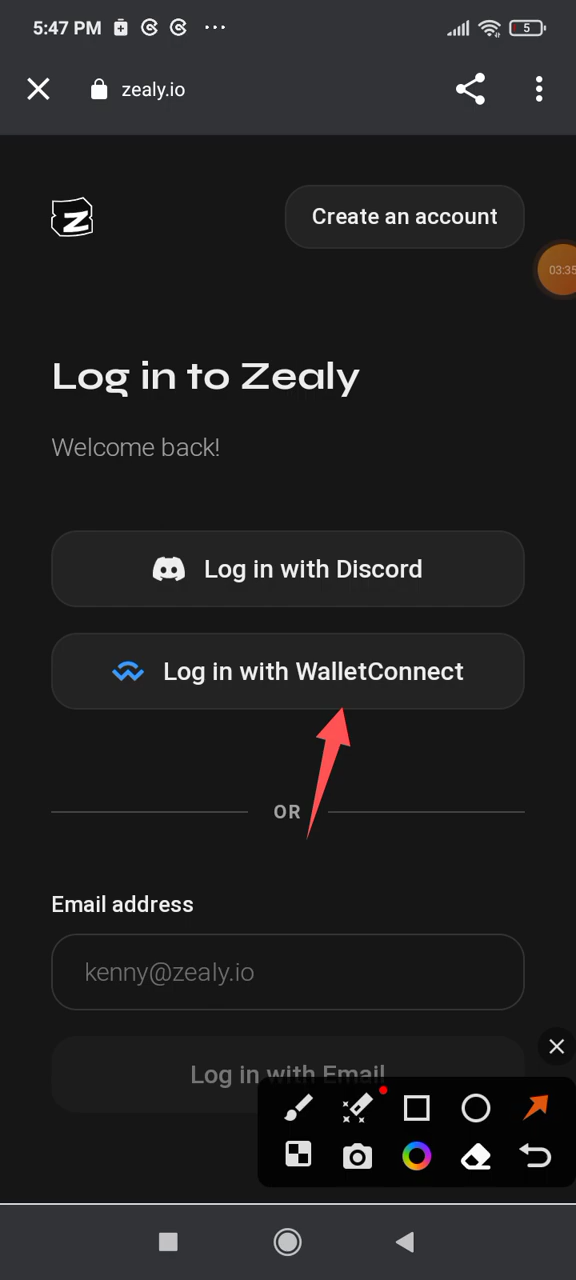 5:47 PM
5
zealy.io
Z
Create an account
03:35
Log in to Zealy
Welcome back!
Log in with Discord
Log in with WalletConnect
OR
Email address
kenny@zealy.io
Log in with Email